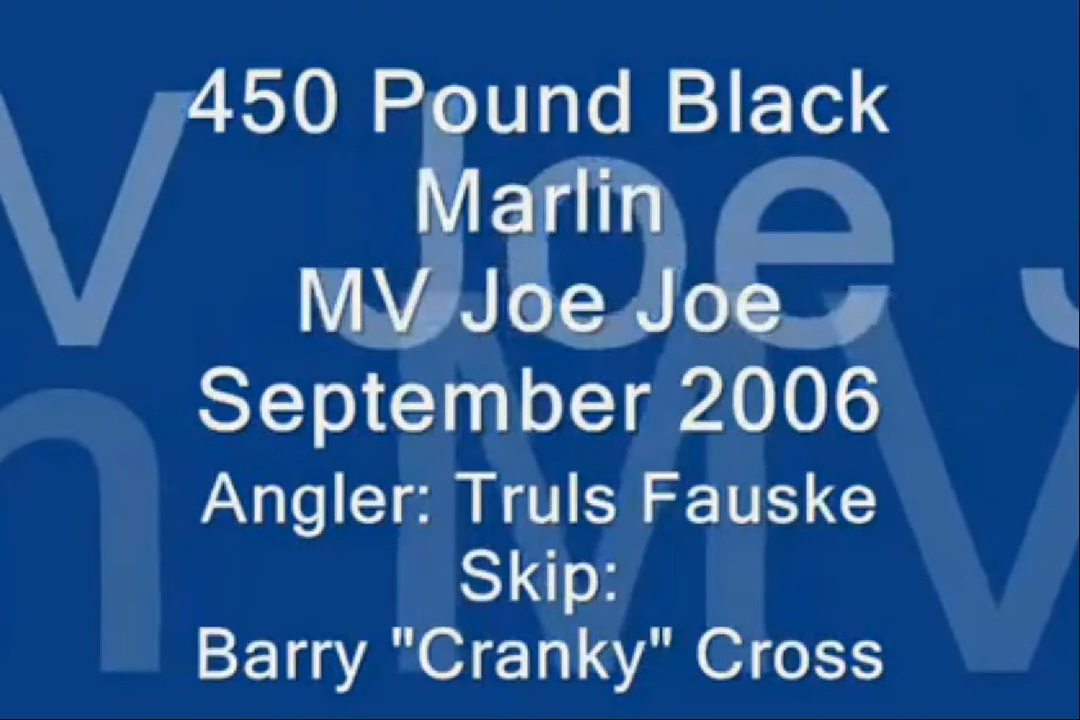 450 Pound Black
Marlin
MV Joe Joe
September 2006
Angler: Truls Fauske
Skip:
Barry "Cranky" Cross